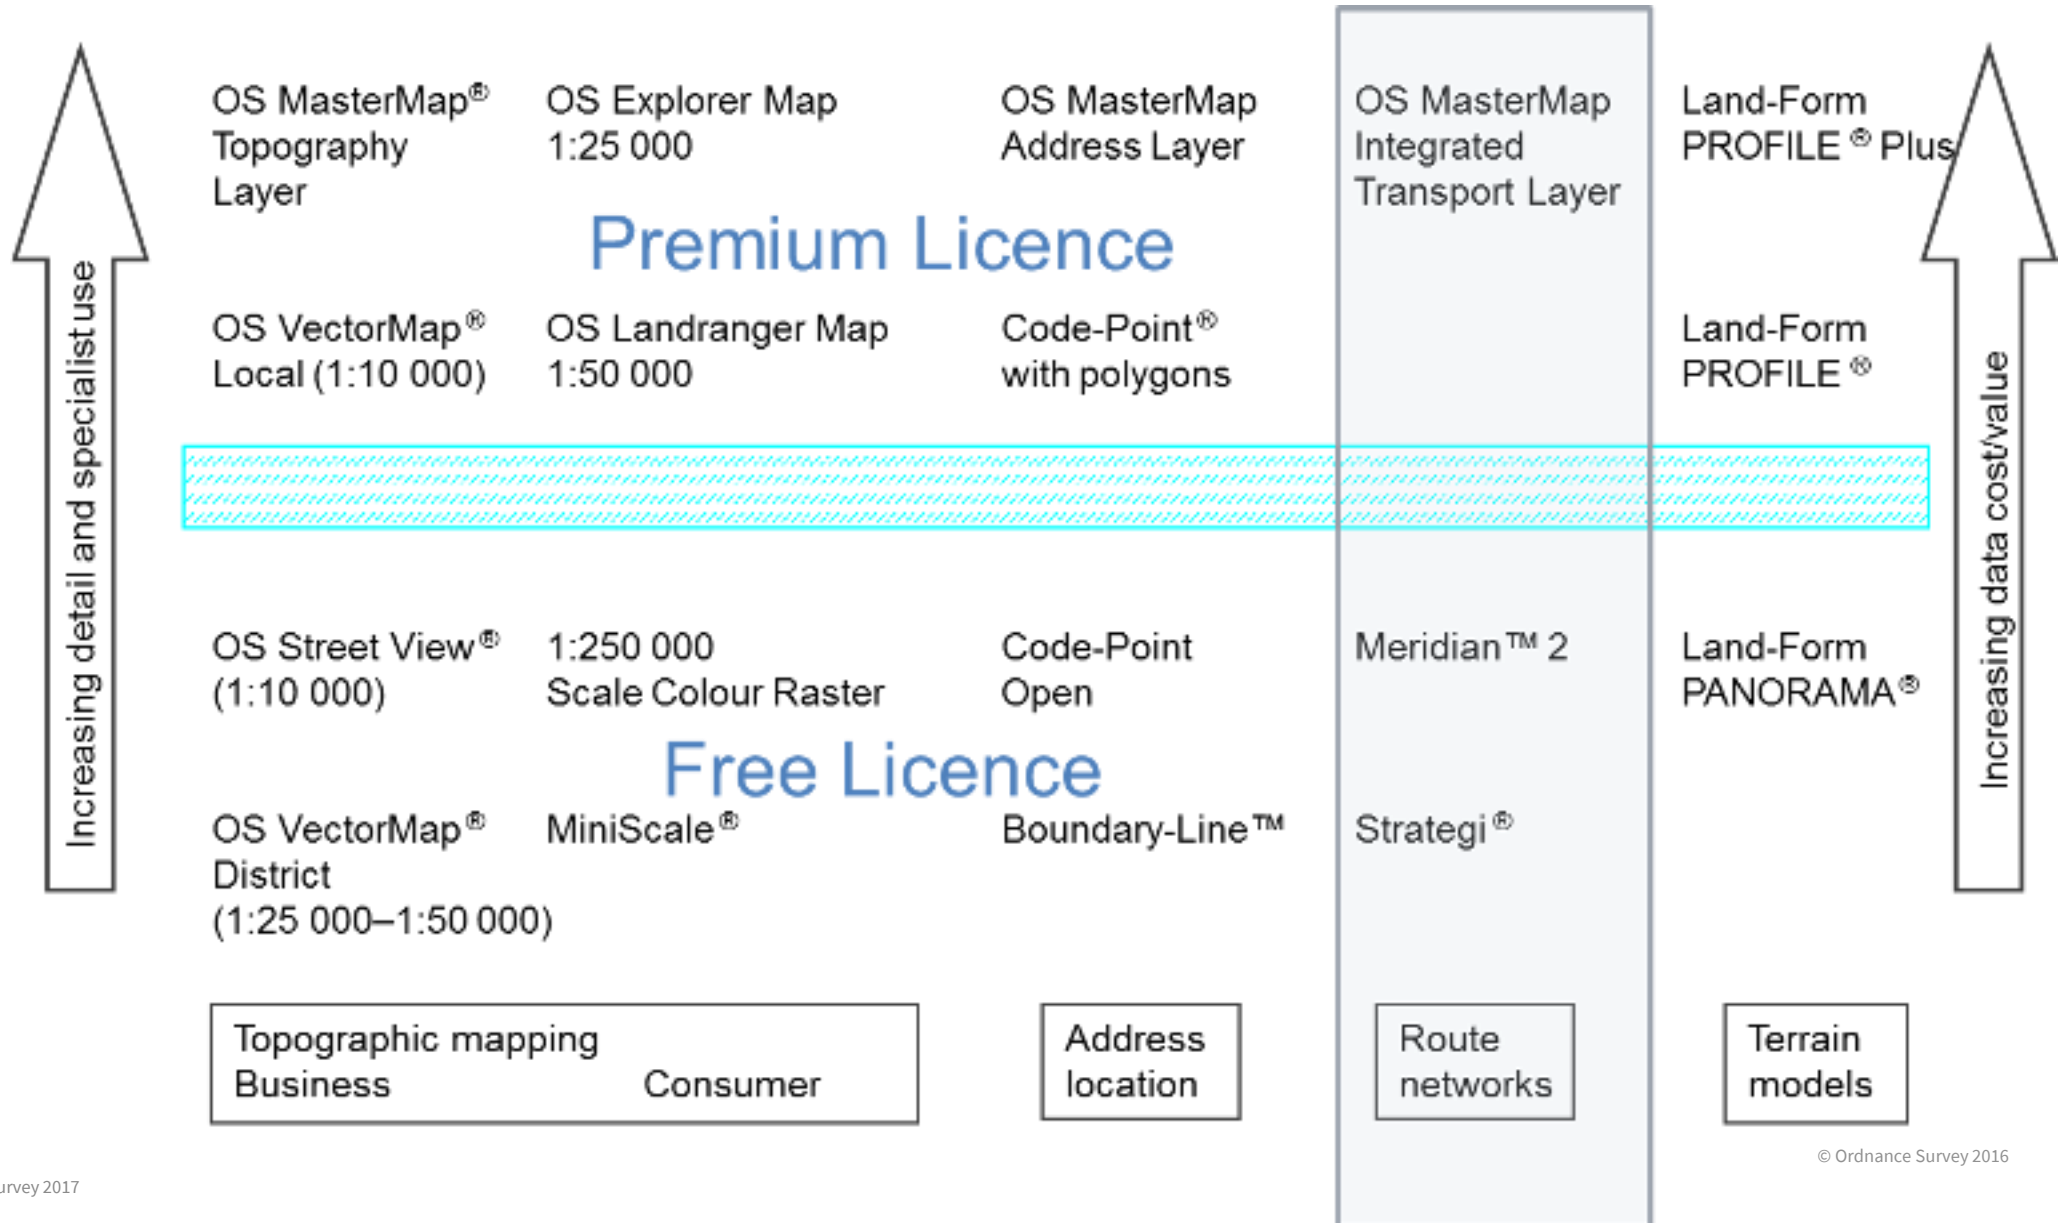 Increasing detail and specialist use
OS MasterMap®
Topography
Layer
OS Explorer Map
1:25 000
OS MasterMap
Address Layer
OS MasterMap
Integrated
Transport Layer
Land-Form
PROFILE ® Plus
Premium Licence
OS VectorMap®
Local (1:10 000)
OS Landranger Map
1:50 000
Code-Point®
with polygons
Land-Form
PROFILE ®
Increasing data cost/value
OS Street View®
(1:10 000)
1:250 000
Scale Colour Raster
Code-Point
Open
Meridian™ 2
Land-Form
PANORAMA®
Free Licence
OS VectorMap®
District
(1:25 000–1:50 000)
MiniScale®
Boundary-Line™
Strategi®
Topographic mapping
Business Consumer
Address
location
Route
networks
Terrain
models
© Ordnance Survey 2016
urvey 2017